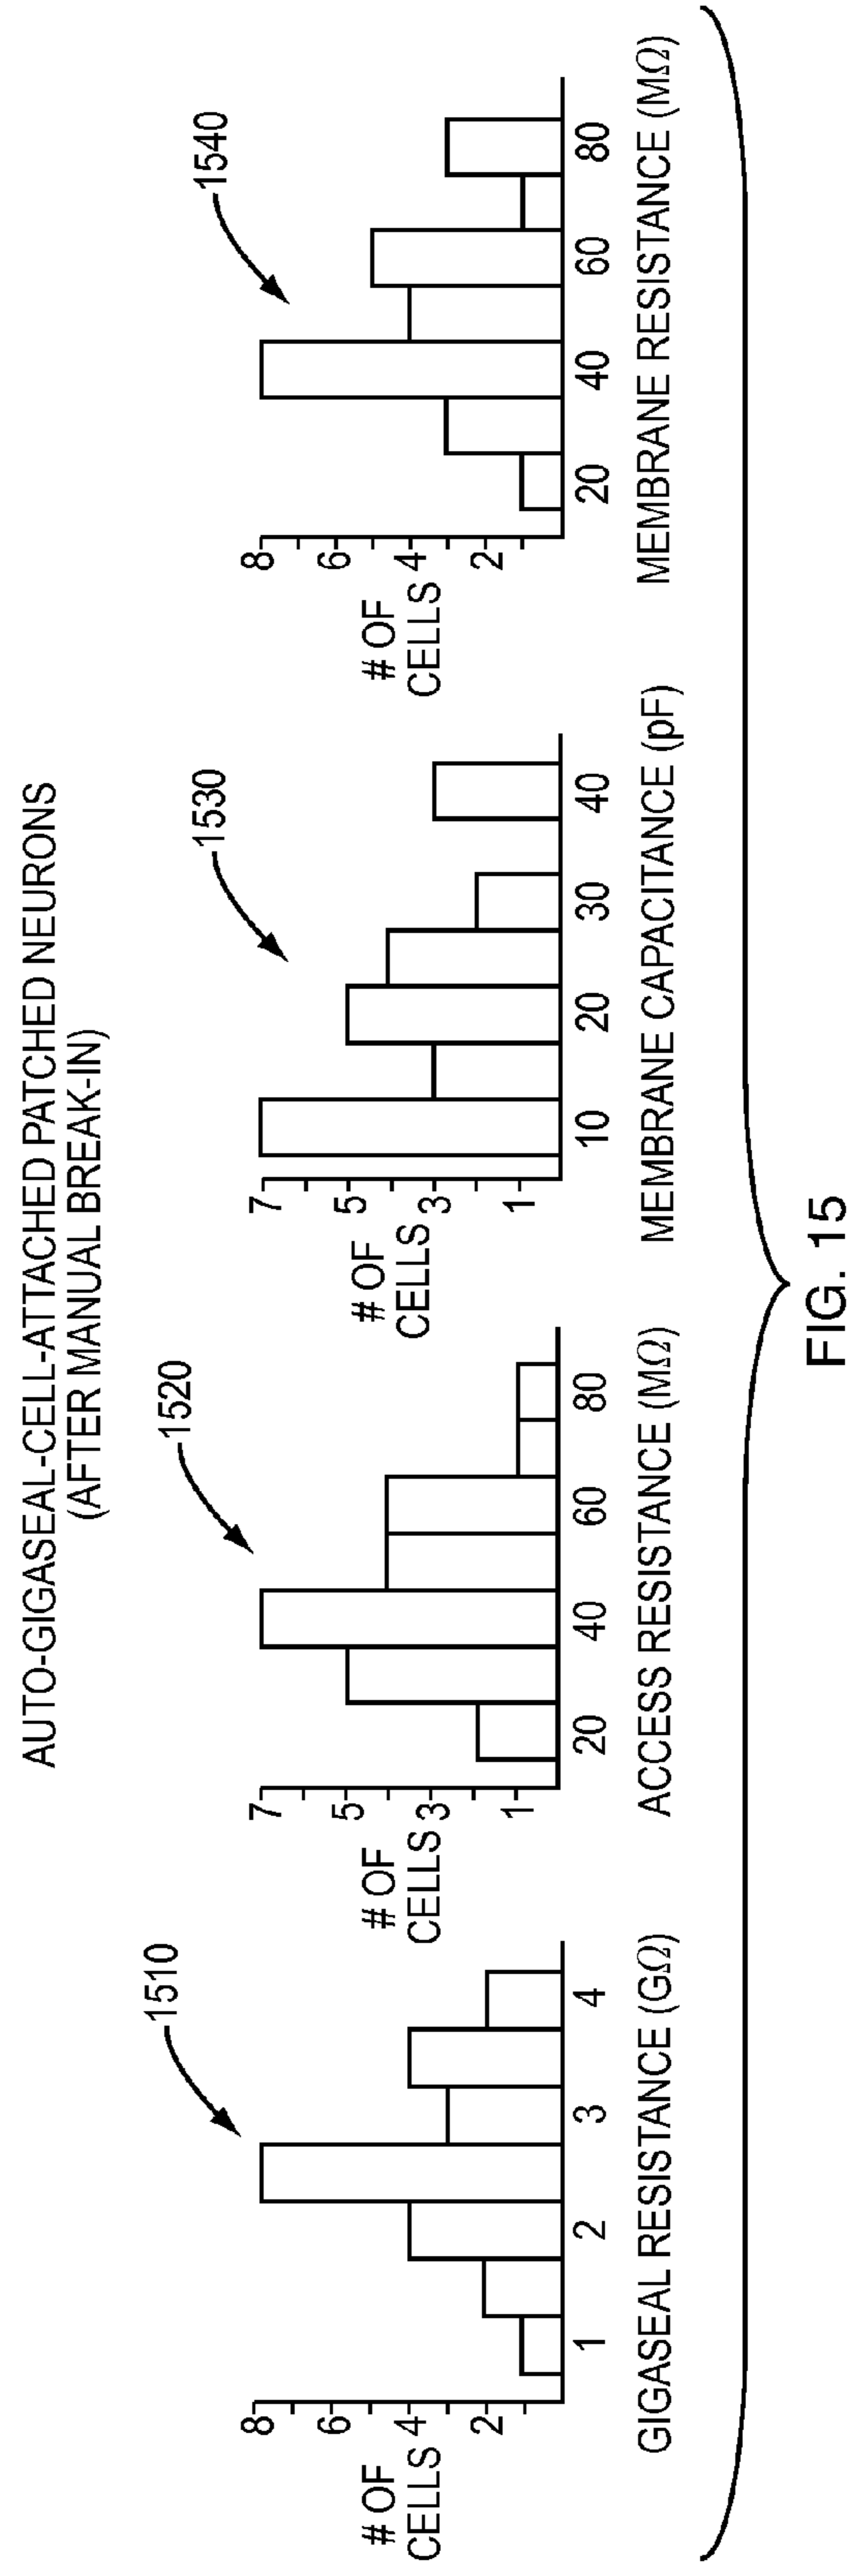 AUTO-GIGASEAL-CELL-ATTACHED PATCHED NEURONS
(AFTER MANUAL BREAK-IN)
1510
# OF
CELLS
8
6
4
2
1 2 3 4
GIGASEAL RESISTANCE (GΩ)
1520
# OF
CELLS
7
5
3
1
20 40 60 80
ACCESS RESISTANCE (MΩ)
1530
# OF
CELLS
7
5
3
1
10 20 30 40
MEMBRANE CAPACITANCE (pF)
1540
# OF
CELLS
8
6
4
2
20 40 60 80
MEMBRANE RESISTANCE (MΩ)
FIG. 15